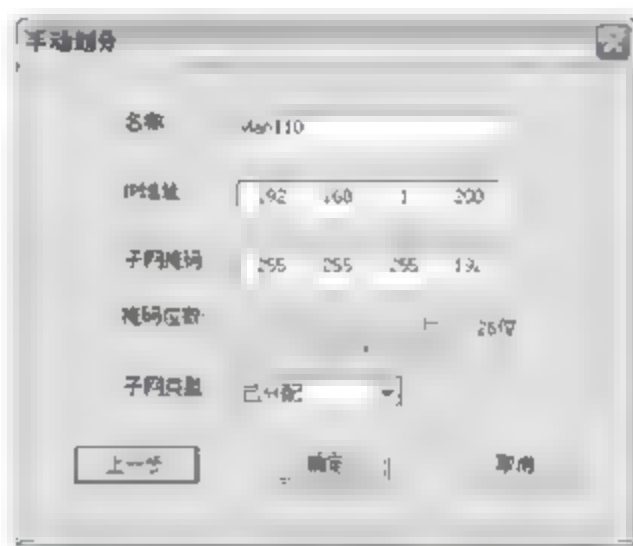 手动划分
名称 vlan110
IP地址 192 168 1 200
子网掩码 255 255 255 192
掩码位数 26位
子网类型 已分配
上一步 确定 取消